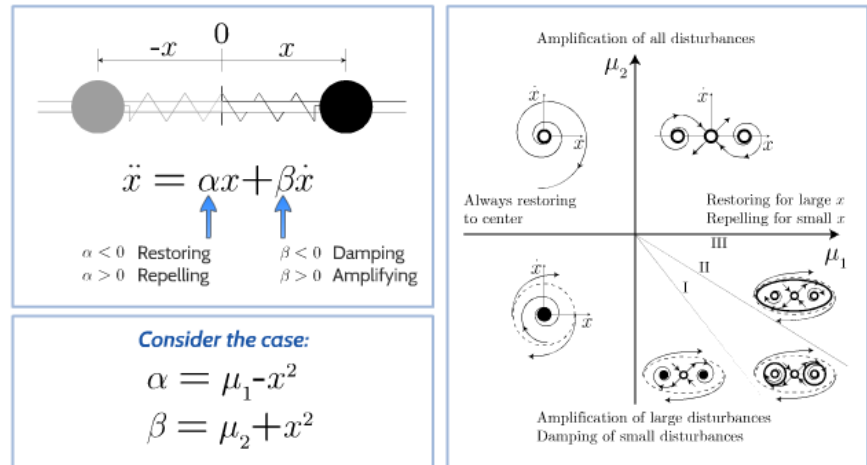 0
-x x
ẍ = αx+βẋ
α < 0 Restoring
α > 0 Repelling
β < 0 Damping
β > 0 Amplifying
Consider the case:
α = μ₁-x²
β = μ₂+x²
Amplification of all disturbances
μ₂
ẋ
x
ẋ
x
Always restoring
to center
Restoring for large x
Repelling for small x
III
μ₁
II
I
ẋ
x
Amplification of large disturbances
Damping of small disturbances